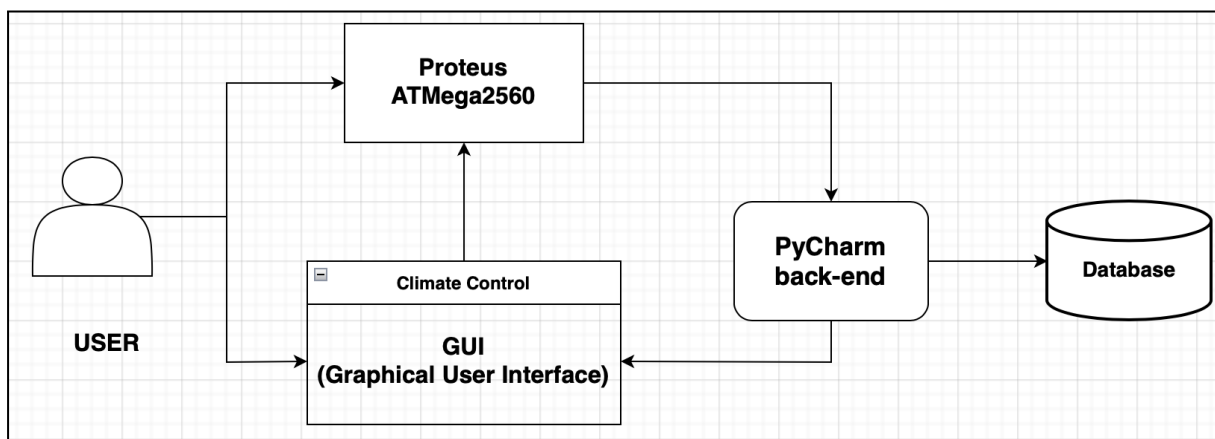 Proteus
ATMega2560
USER
Climate Control
GUI
(Graphical User Interface)
PyCharm
back-end
Database